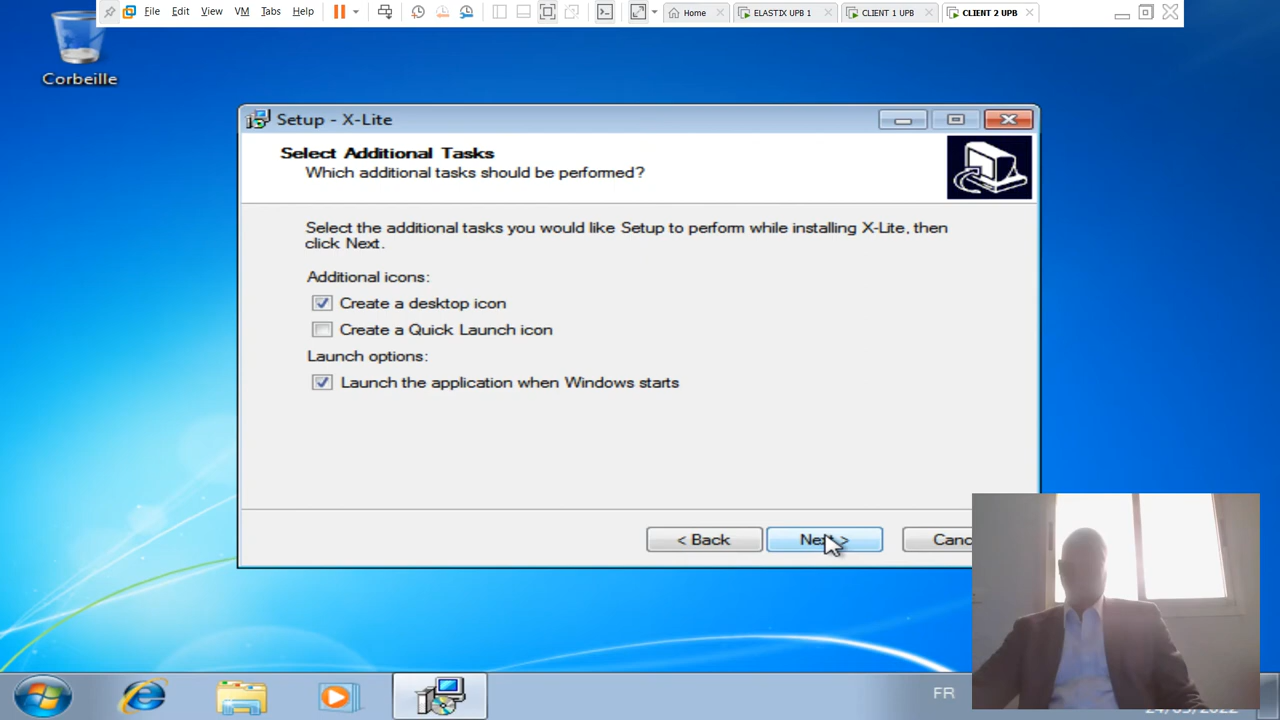 File Edit View VM Tabs Help
Home
ELASTIX UPB 1
CLIENT 1 UPB
CLIENT 2 UPB
Corbeille
Setup - X-Lite
Select Additional Tasks
Which additional tasks should be performed?
Select the additional tasks you would like Setup to perform while installing X-Lite, then
click Next.
Additional icons:
Create a desktop icon
Create a Quick Launch icon
Launch options:
Launch the application when Windows starts
< Back
Next >
FR